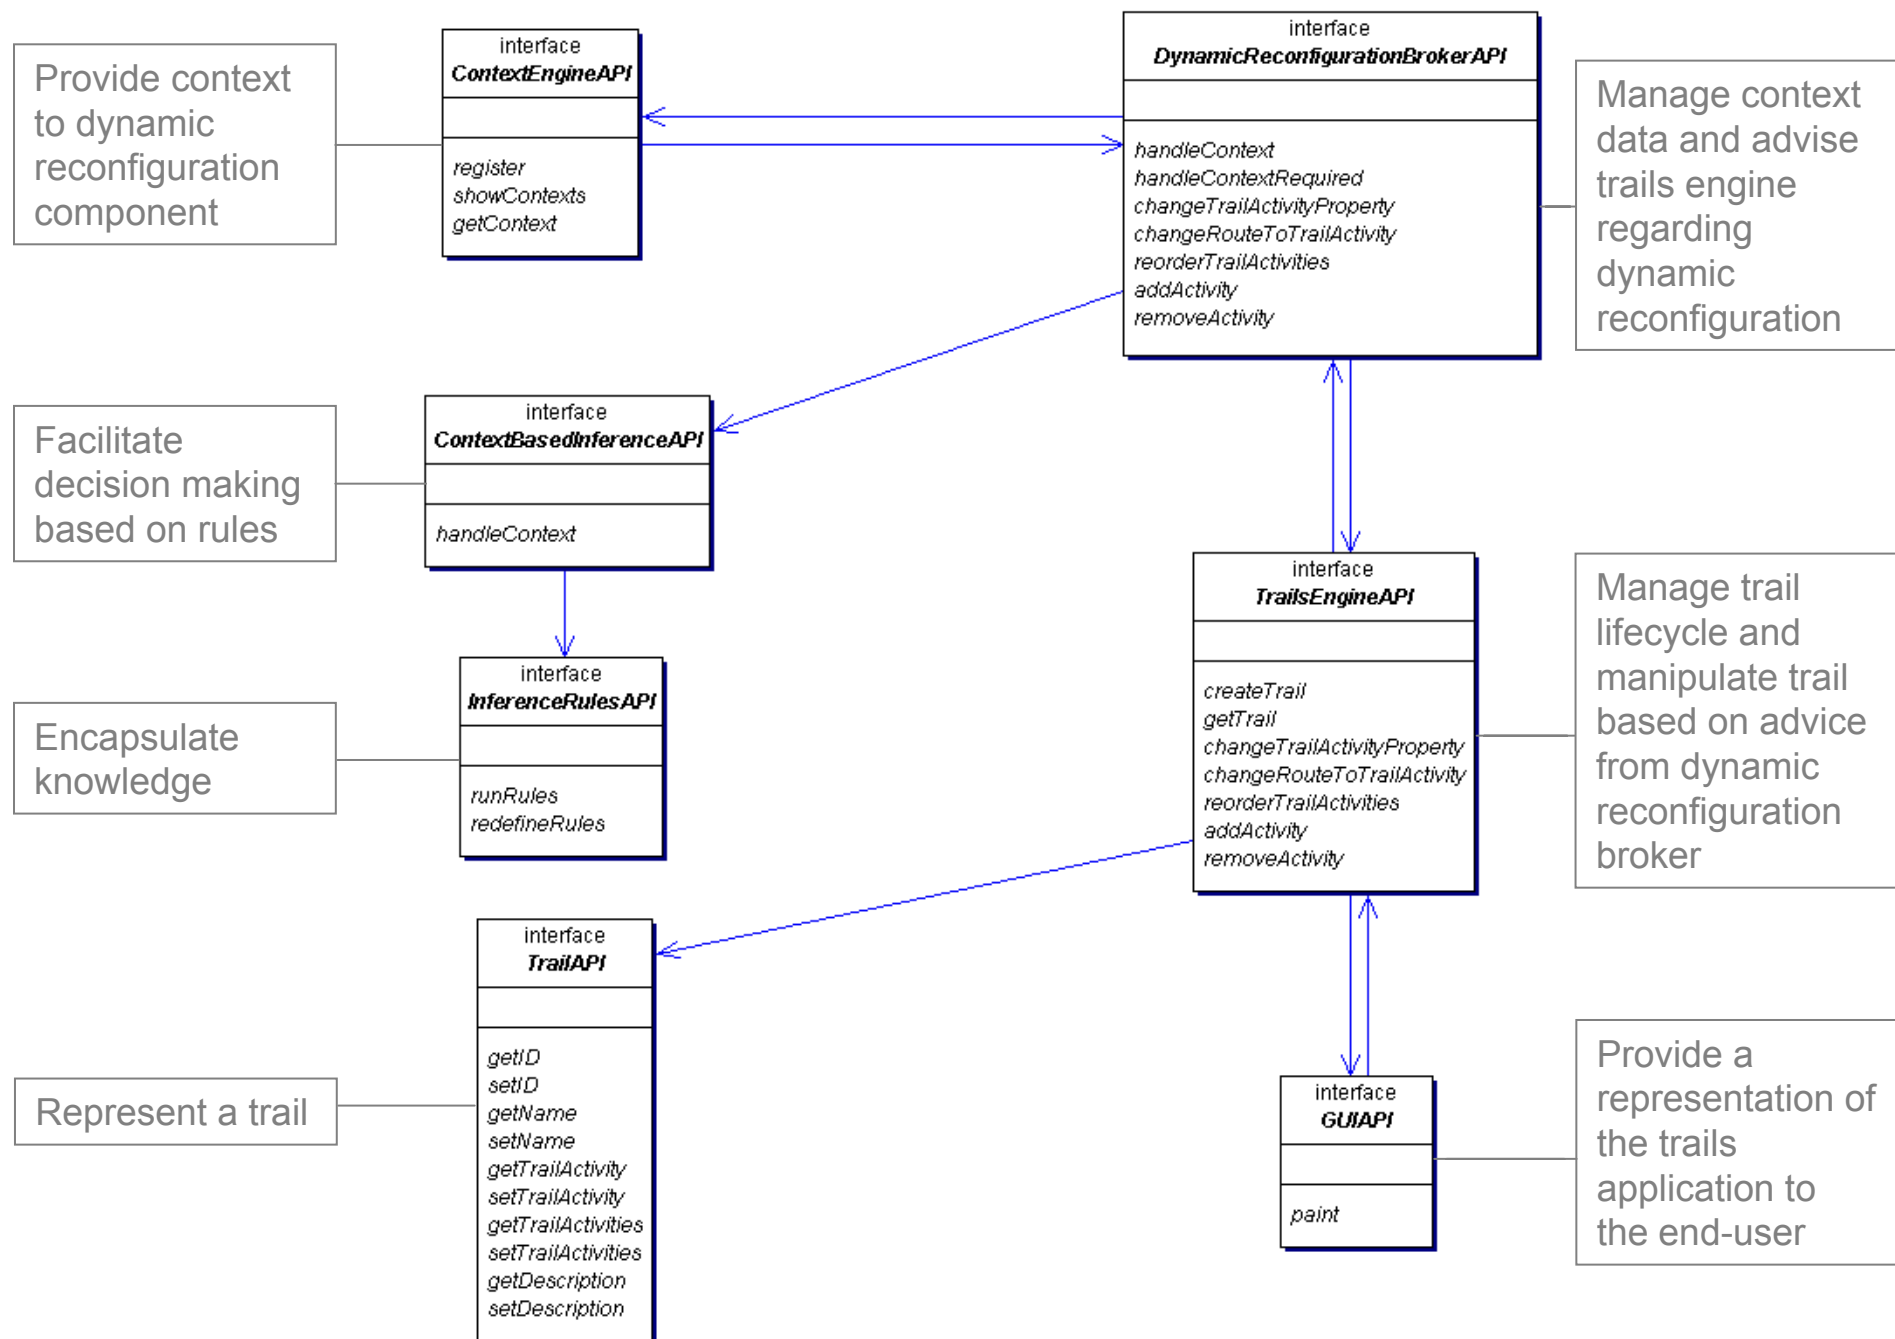 Provide context
to dynamic
reconfiguration
component
interface
ContextEngineAPI
register
showContexts
getContext
interface
DynamicReconfigurationBrokerAPI
handleContext
handleContextRequired
changeTrailActivityProperty
changeRouteToTrailActivity
reorderTrailActivities
addActivity
removeActivity
Manage context
data and advise
trails engine
regarding
dynamic
reconfiguration
Facilitate
decision making
based on rules
interface
ContextBasedInferenceAPI
handleContext
Encapsulate
knowledge
interface
InferenceRulesAPI
runRules
redefineRules
interface
TrailsEngineAPI
createTrail
getTrail
changeTrailActivityProperty
changeRouteToTrailActivity
reorderTrailActivities
addActivity
removeActivity
Manage trail
lifecycle and
manipulate trail
based on advice
from dynamic
reconfiguration
broker
Represent a trail
interface
TrailAPI
getID
setID
getName
setName
getTrailActivity
setTrailActivity
getTrailActivities
setTrailActivities
getDescription
setDescription
interface
GUIAPI
paint
Provide a
representation of
the trails
application to
the end-user